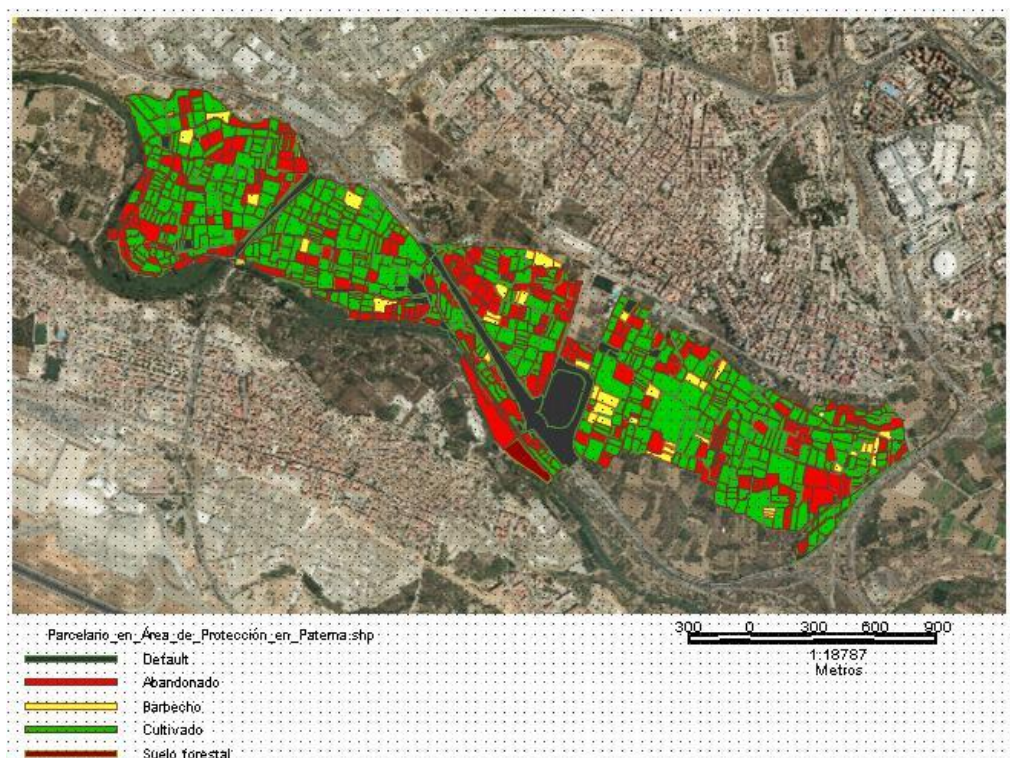 Parcelario_en_Área_de_Protección_en_Paterna.shp
Default
Abandonado
Barbecho
Cultivado
Suelo forestal
300 0 300 600 900
1:18787
Metros